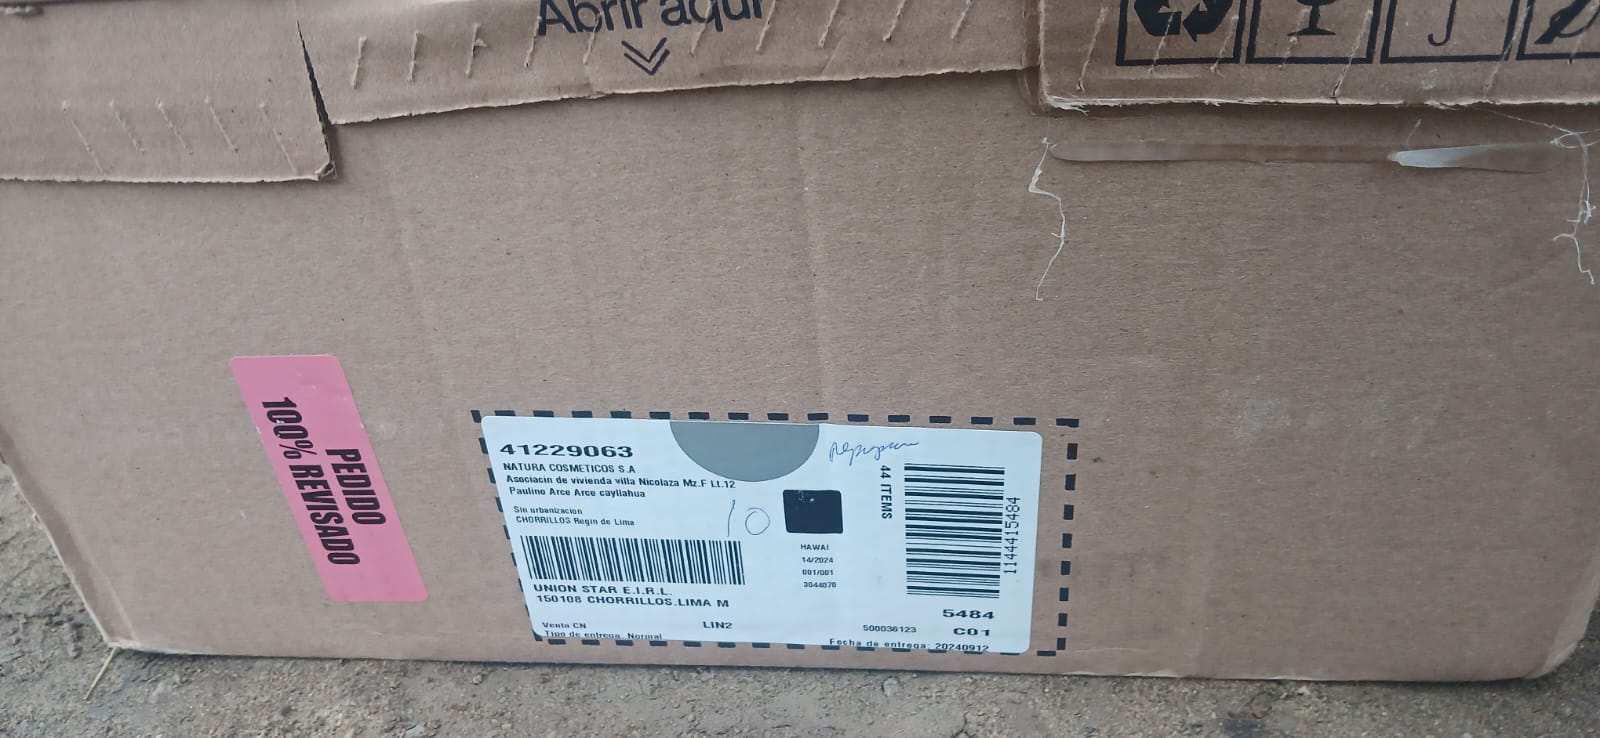 Abrir aquí
PEDIDO
100% REVISADO
41229063
NATURA COSMETICOS S.A
Asociacin de vivienda villa Nicolaza Mz.F Lt.12
Paulino Arce Arce cayllahua
Sin urbanizacion
CHORRILLOS Regin de Lima
10
UNION STAR E.I.R.L.
150108 CHORRILLOS.LIMA M
Venta CN
LIN2
Tipo de entrega: Normal
HAWAI
14/2024
001/001
3044070
44 ITEMS
1144415484
5484
500036123
C01
Fecha de entrega: 20240912